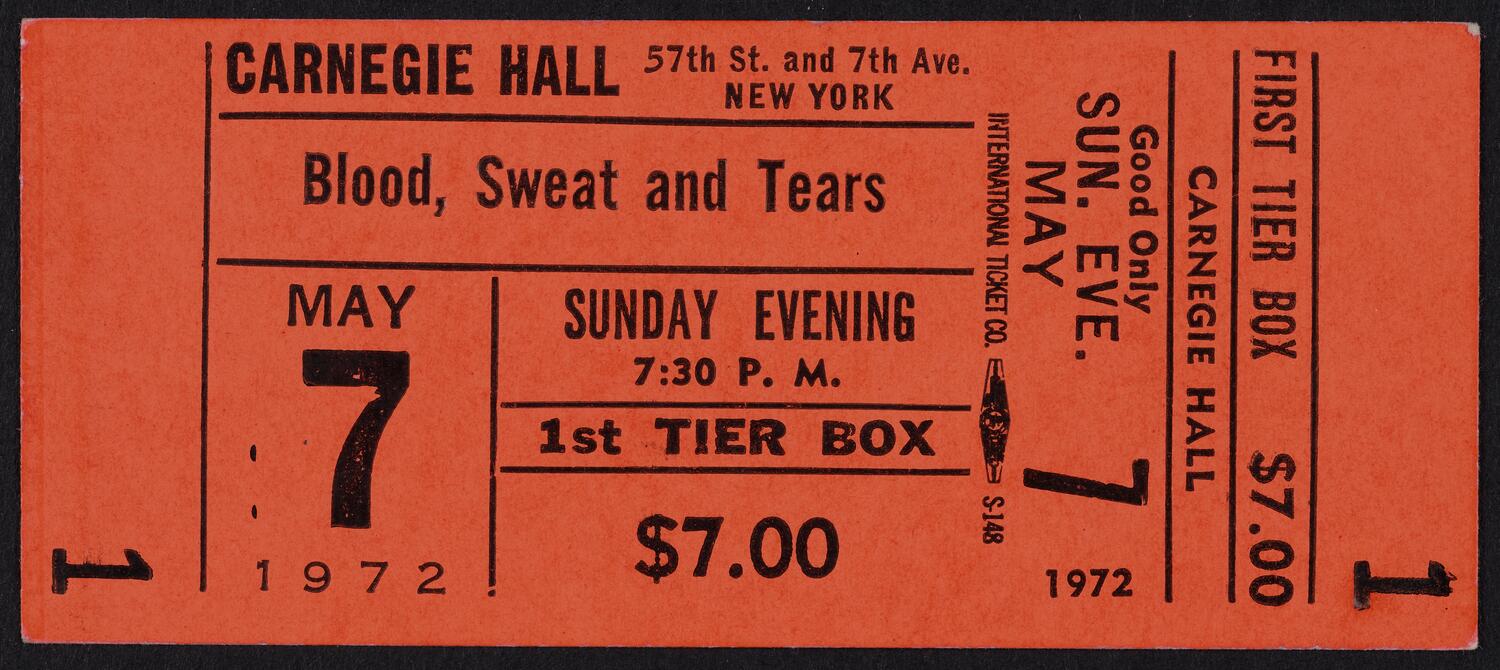 CARNEGIE HALL 57th St. and 7th Ave.
NEW YORK
Blood, Sweat and Tears
MAY
7
1972
SUNDAY EVENING
7:30 P. M.
1st TIER BOX
$7.00
1
INTERNATIONAL TICKET CO. S-148
Good Only
SUN. EVE.
MAY 7
1972
CARNEGIE HALL
FIRST TIER BOX $7.00
1